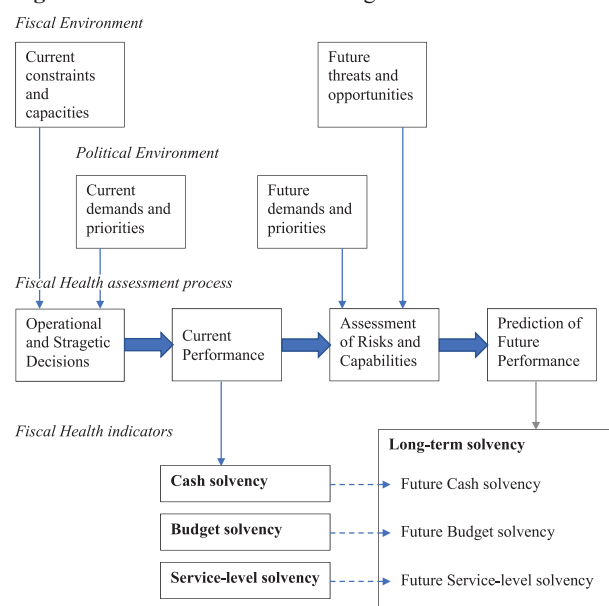 Fiscal Environment
Current
constraints
and
capacities
Future
threats and
opportunities
Political Environment
Current
demands and
priorities
Future
demands and
priorities
Fiscal Health assessment process
Operational
and Stragetic
Decisions
Current
Performance
Assessment
of Risks and
Capabilities
Prediction of
Future
Performance
Fiscal Health indicators
Long-term solvency
Cash solvency
Future Cash solvency
Budget solvency
Future Budget solvency
Service-level solvency
Future Service-level solvency